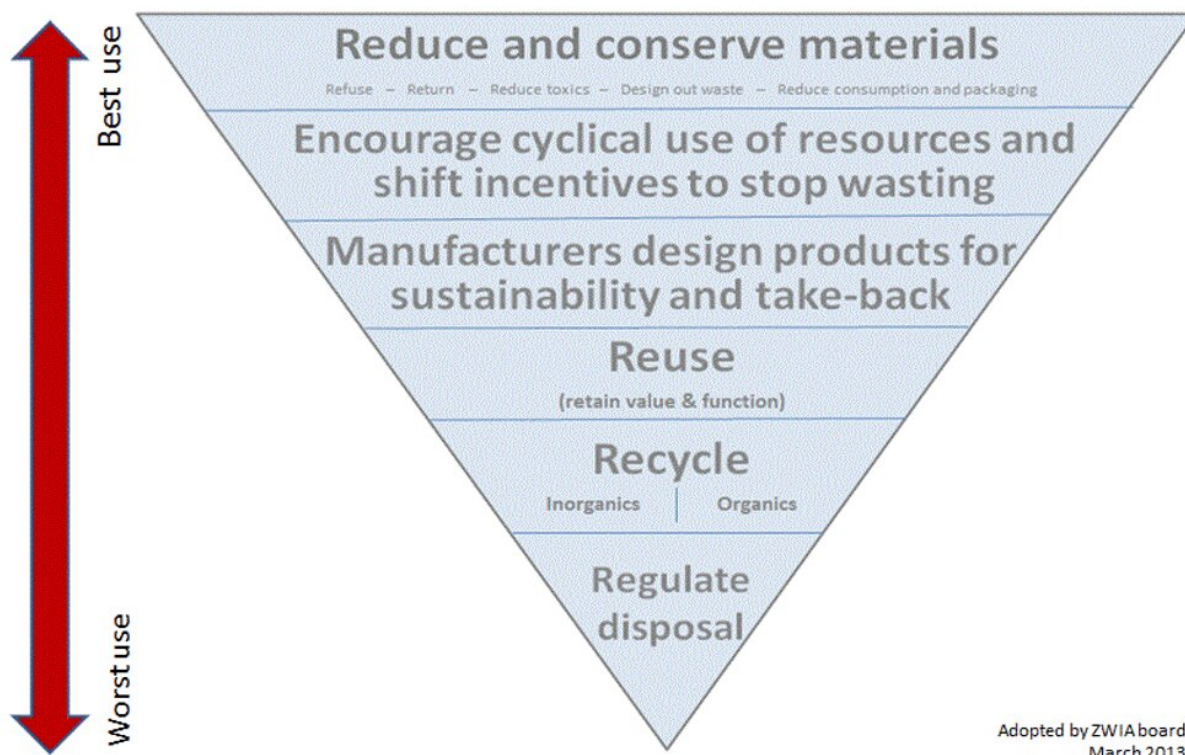 Best use
Reduce and conserve materials
Refuse – Return – Reduce toxics – Design out waste – Reduce consumption and packaging
Encourage cyclical use of resources and
shift incentives to stop wasting
Manufacturers design products for
sustainability and take-back
Reuse
(retain value & function)
Recycle
Inorganics
Organics
Regulate
disposal
Worst use
Adopted by ZWIA board
March 2013